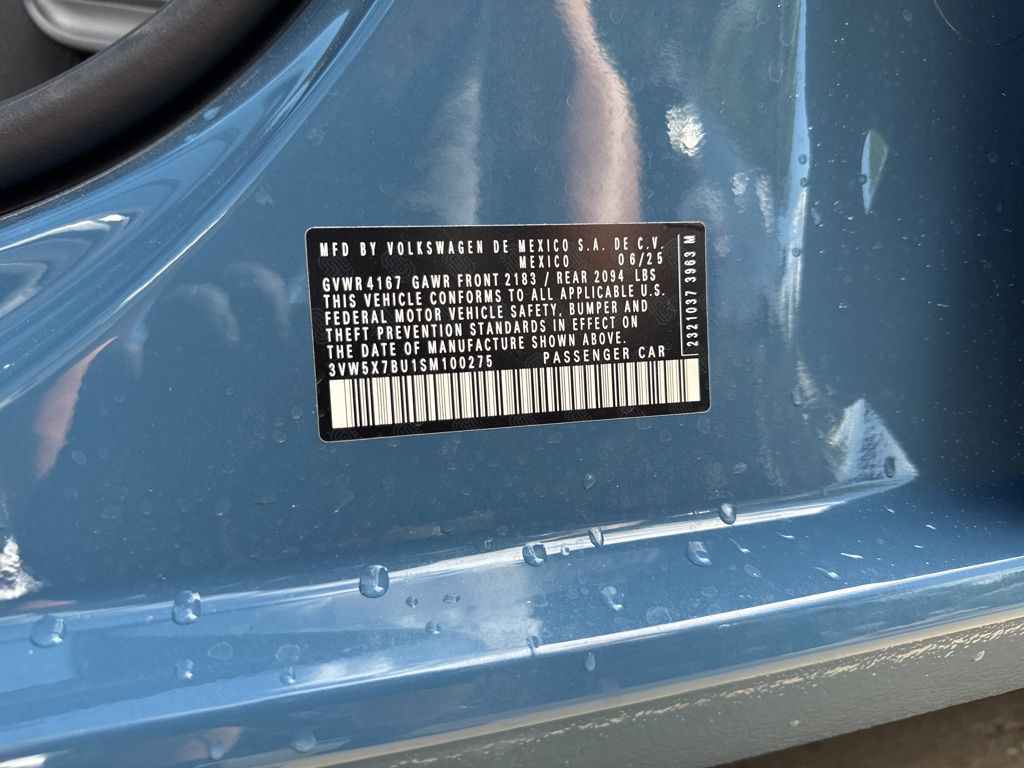 MFD BY VOLKSWAGEN DE MEXICO S.A. DE C.V.
MEXICO 06/25
GVWR 4167 GAWR FRONT 2183 / REAR 2094 LBS
THIS VEHICLE CONFORMS TO ALL APPLICABLE U.S.
FEDERAL MOTOR VEHICLE SAFETY, BUMPER AND
THEFT PREVENTION STANDARDS IN EFFECT ON
THE DATE OF MANUFACTURE SHOWN ABOVE.
3VW5X7BU1SM100275 PASSENGER CAR
2321037 3963 M